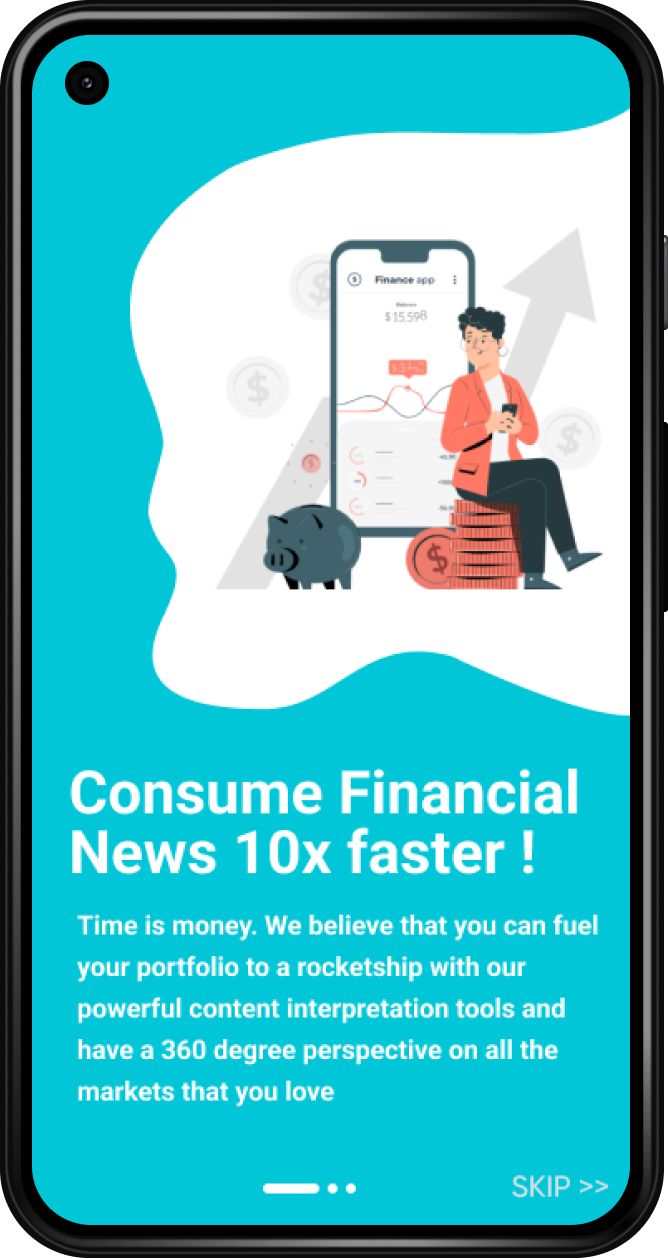 Finance app
Balance
$15,598
Consume Financial
News 10x faster !
Time is money. We believe that you can fuel
your portfolio to a rocketship with our
powerful content interpretation tools and
have a 360 degree perspective on all the
markets that you love
SKIP >>